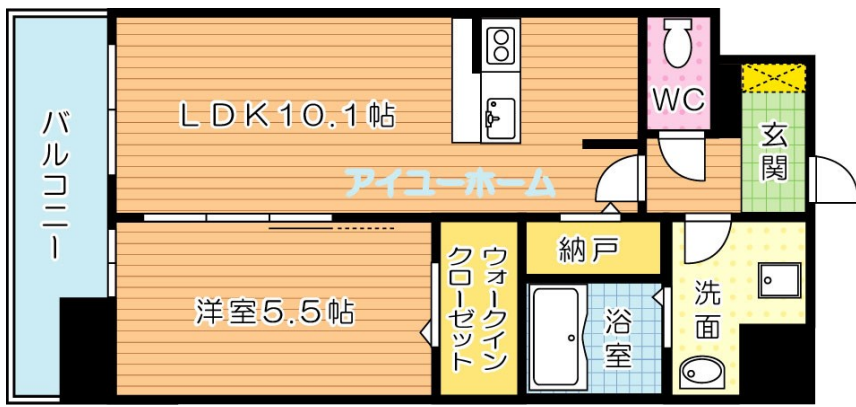 バルコニー
LDK10.1帖
WC
玄関
アイユーホーム
洋室5.5帖
ウォークイン
クローゼット
納戸
浴室
洗面